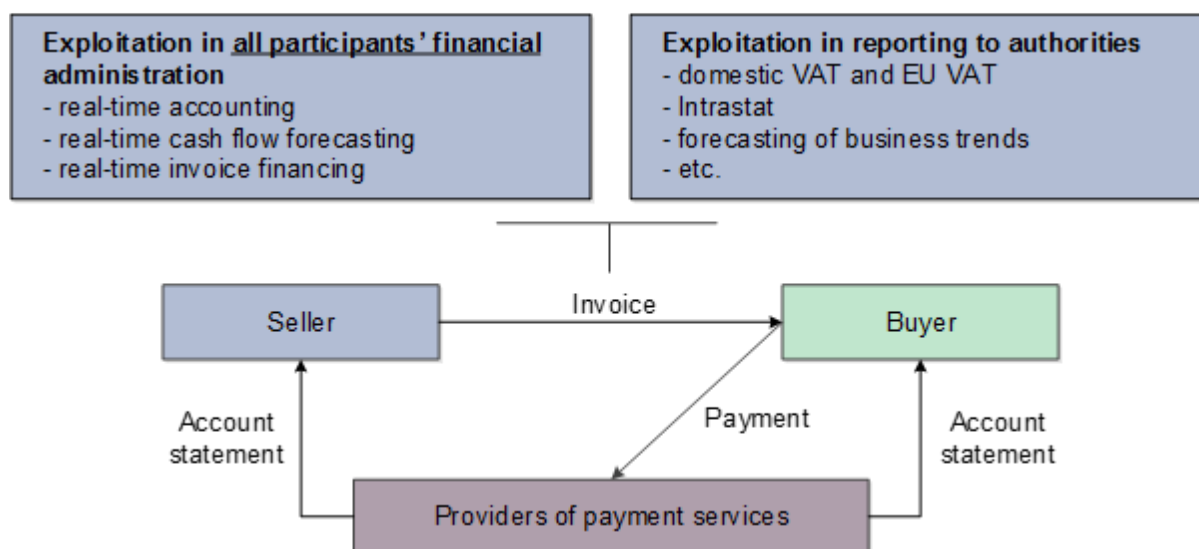 Exploitation in all participants' financial
administration
- real-time accounting
- real-time cash flow forecasting
- real-time invoice financing
Exploitation in reporting to authorities
- domestic VAT and EU VAT
- Intrastat
- forecasting of business trends
- etc.
Seller
Invoice
Buyer
Account
statement
Payment
Account
statement
Providers of payment services